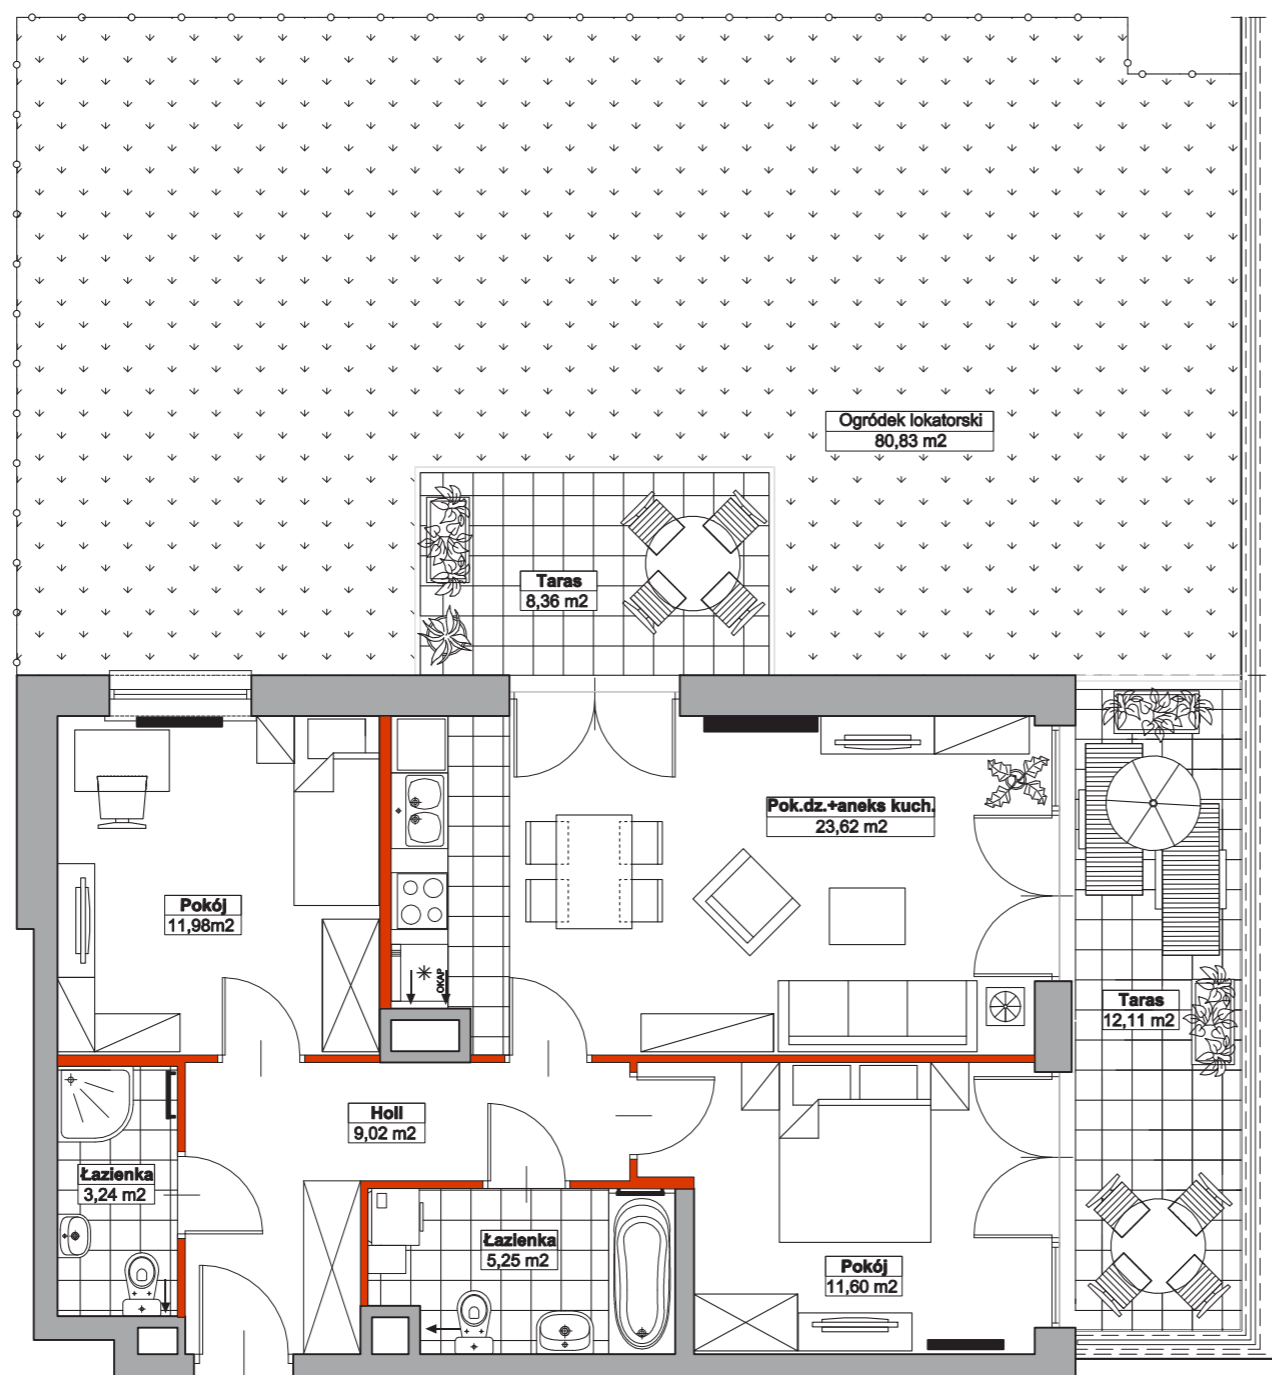 Ogródek lokatorski
80,83 m2
Taras
8,36 m2
Pok.dz.+aneks kuch.
23,62 m2
Pokój
11,98m2
OKAP
Taras
12,11 m2
Holl
9,02 m2
Łazienka
3,24 m2
Łazienka
5,25 m2
Pokój
11,60 m2